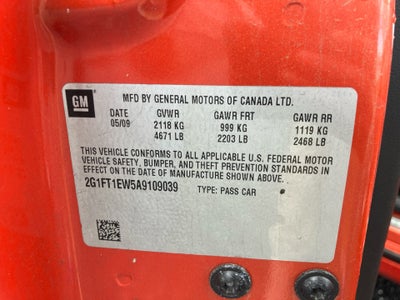 GM
MFD BY GENERAL MOTORS OF CANADA LTD.
DATE GVWR GAWR FRT GAWR RR
05/09 2118 KG 999 KG 1119 KG
4671 LB 2203 LB 2468 LB
THIS VEHICLE CONFORMS TO ALL APPLICABLE U.S. FEDERAL MOTOR
VEHICLE SAFETY, BUMPER, AND THEFT PREVENTION STANDARDS IN
EFFECT ON THE DATE OF MANUFACTURE SHOWN ABOVE.
2G1FT1EW5A9109039 TYPE: PASS CAR